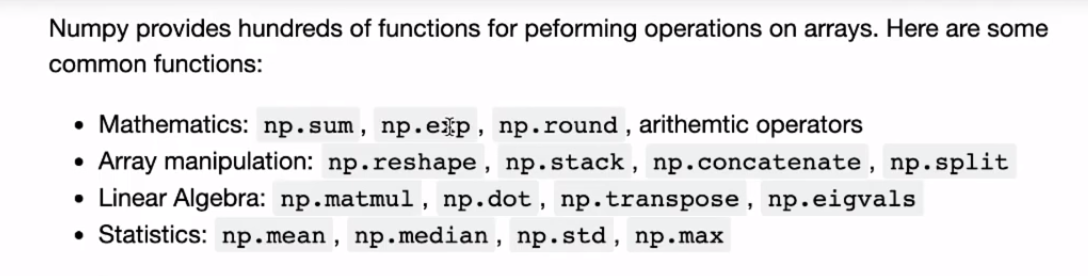 Numpy provides hundreds of functions for peforming operations on arrays. Here are some
common functions:
• Mathematics: np.sum, np.exp, np.round, arithemtic operators
• Array manipulation: np.reshape, np.stack, np.concatenate, np.split
• Linear Algebra: np.matmul, np.dot, np.transpose, np.eigvals
• Statistics: np.mean, np.median, np.std, np.max